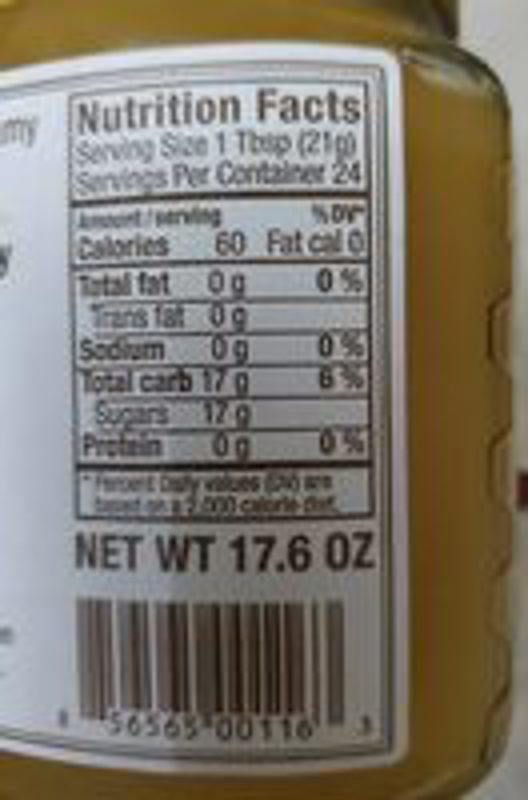 my
y
Nutrition Facts
Serving Size 1 Tbsp (21g)
Servings Per Container 24
Amount / serving %DV*
Calories 60 Fat cal 0
Total fat 0 g 0 %
Trans fat 0 g
Sodium 0 g 0 %
Total carb 17 g 6 %
Sugars 17 g
Protein 0 g 0 %
* Percent Daily values (DV) are
based on a 2,000 calorie diet.
NET WT 17.6 OZ
56565 00116 3